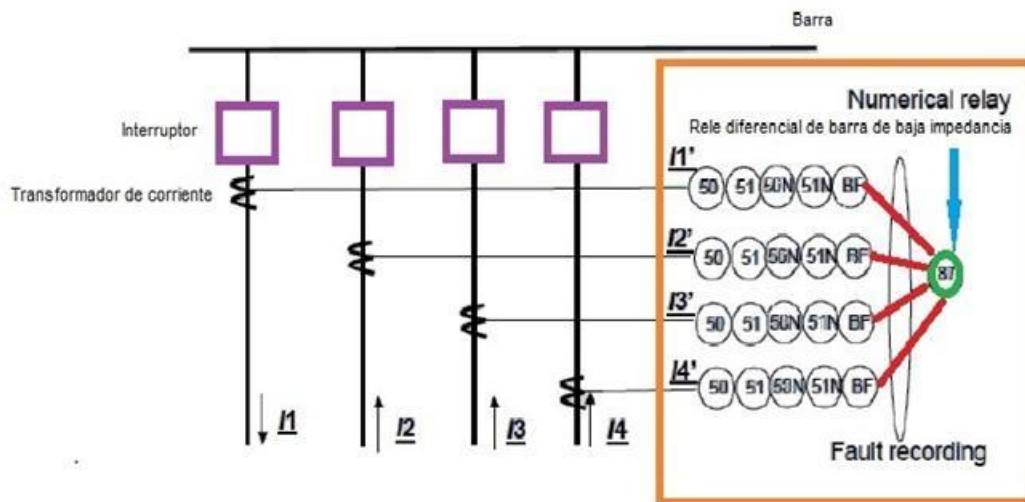 Barra
Numerical relay
Interruptor
Rele diferencial de barra de baja impedancia
Transformador de corriente
I1'
50 51 50N 51N BF
I2'
50 51 50N 51N BF
87
I3'
50 51 50N 51N BF
I4'
50 51 50N 51N BF
I1 I2 I3 I4
Fault recording